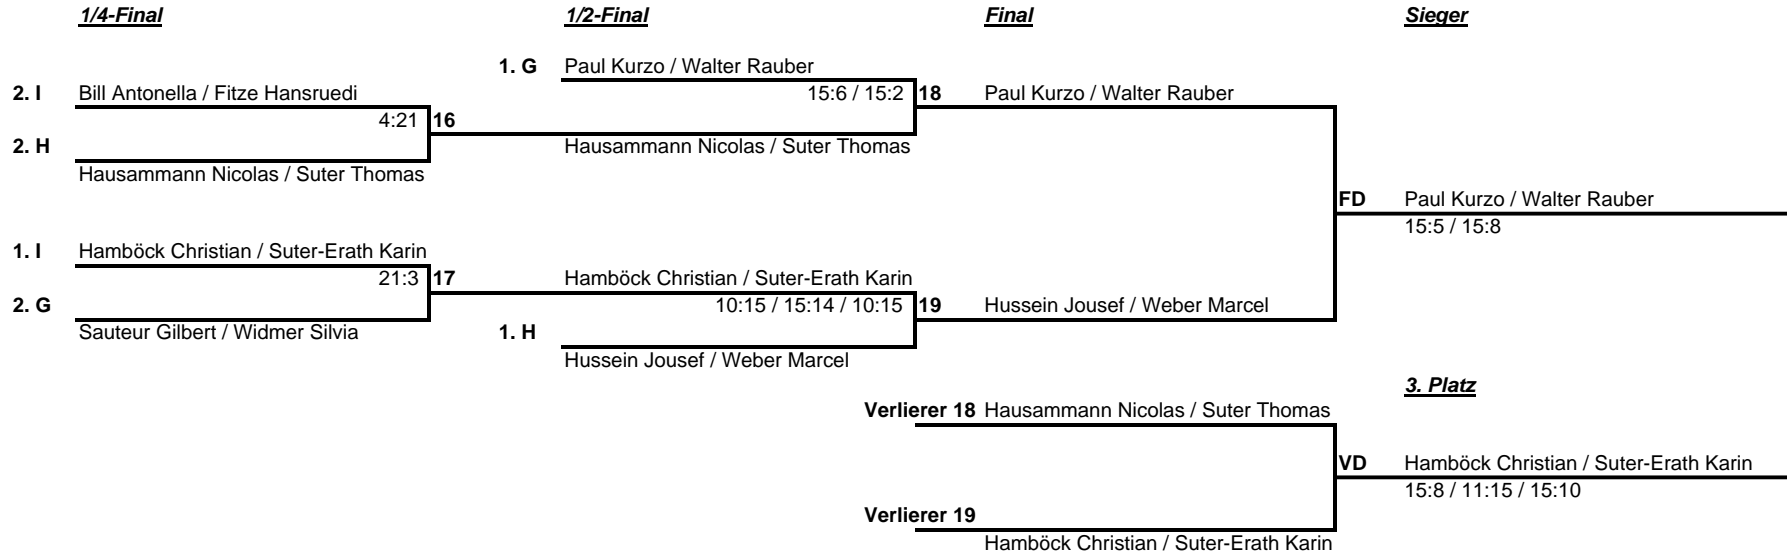 1/4-Final 1/2-Final Final Sieger
1. G Paul Kurzo / Walter Rauber
2. I Bill Antonella / Fitze Hansruedi 15:6 / 15:2 18 Paul Kurzo / Walter Rauber
4:21 16
2. H Hausammann Nicolas / Suter Thomas
Hausammann Nicolas / Suter Thomas
FD Paul Kurzo / Walter Rauber
15:5 / 15:8
1. I Hamböck Christian / Suter-Erath Karin
21:3 17 Hamböck Christian / Suter-Erath Karin
2. G 10:15 / 15:14 / 10:15 19 Hussein Jousef / Weber Marcel
Sauteur Gilbert / Widmer Silvia 1. H
Hussein Jousef / Weber Marcel
3. Platz
Verlierer 18 Hausammann Nicolas / Suter Thomas
VD Hamböck Christian / Suter-Erath Karin
15:8 / 11:15 / 15:10
Verlierer 19
Hamböck Christian / Suter-Erath Karin